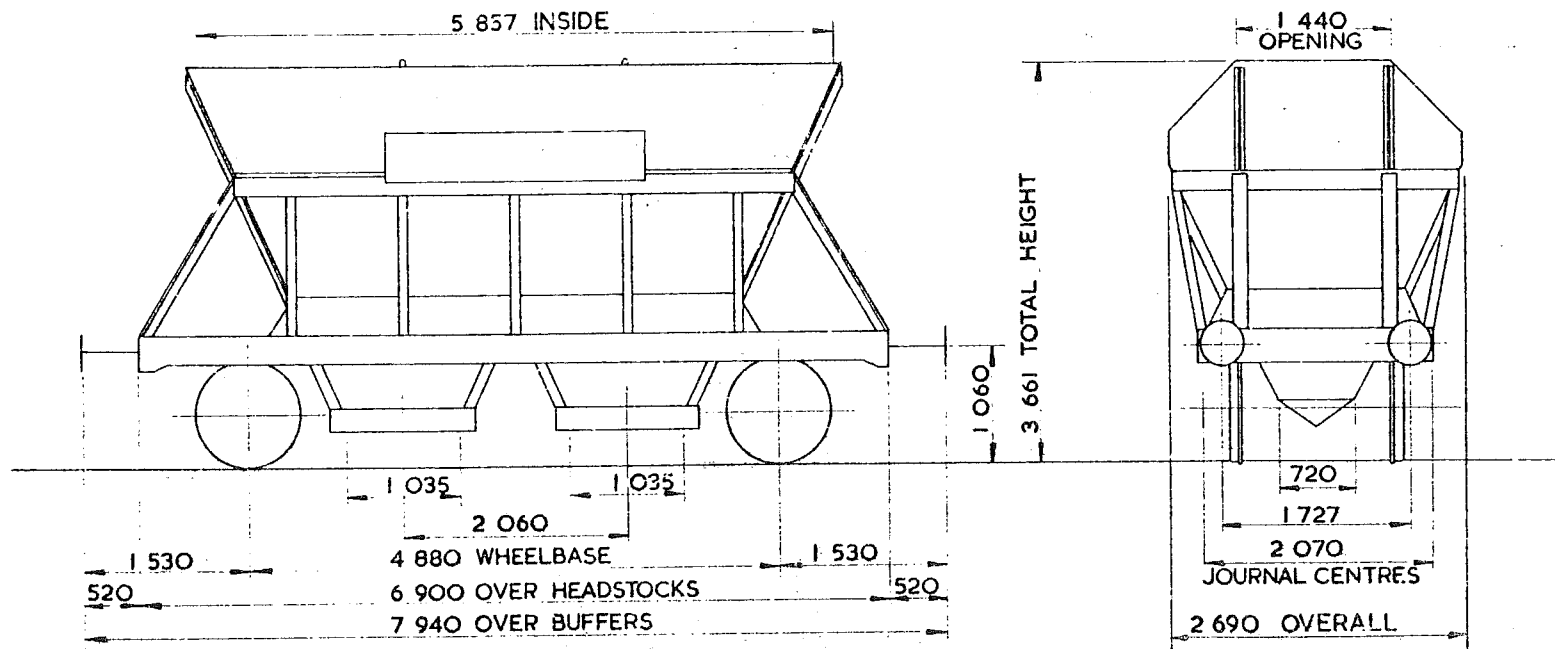 5 857 INSIDE
1 440
OPENING
3 661 TOTAL HEIGHT
1 060
1 035
1 035
2 060
1 530
4 880 WHEELBASE
1 530
520
6 900 OVER HEADSTOCKS
520
7 940 OVER BUFFERS
720
1 727
2 070
JOURNAL CENTRES
2 690 OVERALL